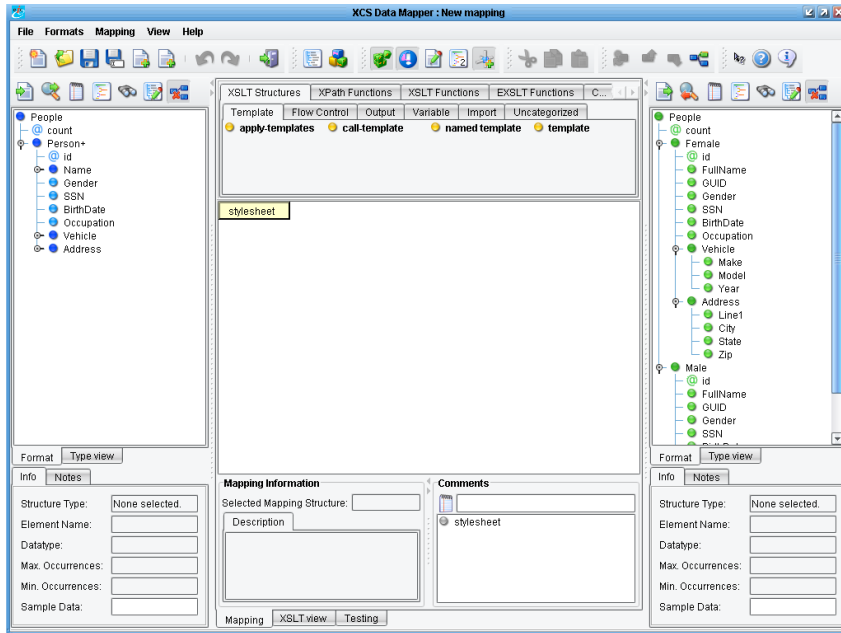 XCS Data Mapper : New mapping
File Formats Mapping View Help
XSLT Structures XPath Functions XSLT Functions EXSLT Functions C...
Template Flow Control Output Variable Import Uncategorized
apply-templates call-template named template template
stylesheet
People
@ count
Person+
@ id
Name
Gender
SSN
BirthDate
Occupation
Vehicle
Address
Format Type view
Info Notes
Structure Type: None selected.
Element Name:
Datatype:
Max. Occurrences:
Min. Occurrences:
Sample Data:
Mapping Information
Selected Mapping Structure:
Description
Comments
stylesheet
Mapping XSLT view Testing
People
@ count
Female
@ id
FullName
GUID
Gender
SSN
BirthDate
Occupation
Vehicle
Make
Model
Year
Address
Line1
City
State
Zip
Male
@ id
FullName
GUID
Gender
SSN
Format Type view
Info Notes
Structure Type: None selected.
Element Name:
Datatype:
Max. Occurrences:
Min. Occurrences:
Sample Data: